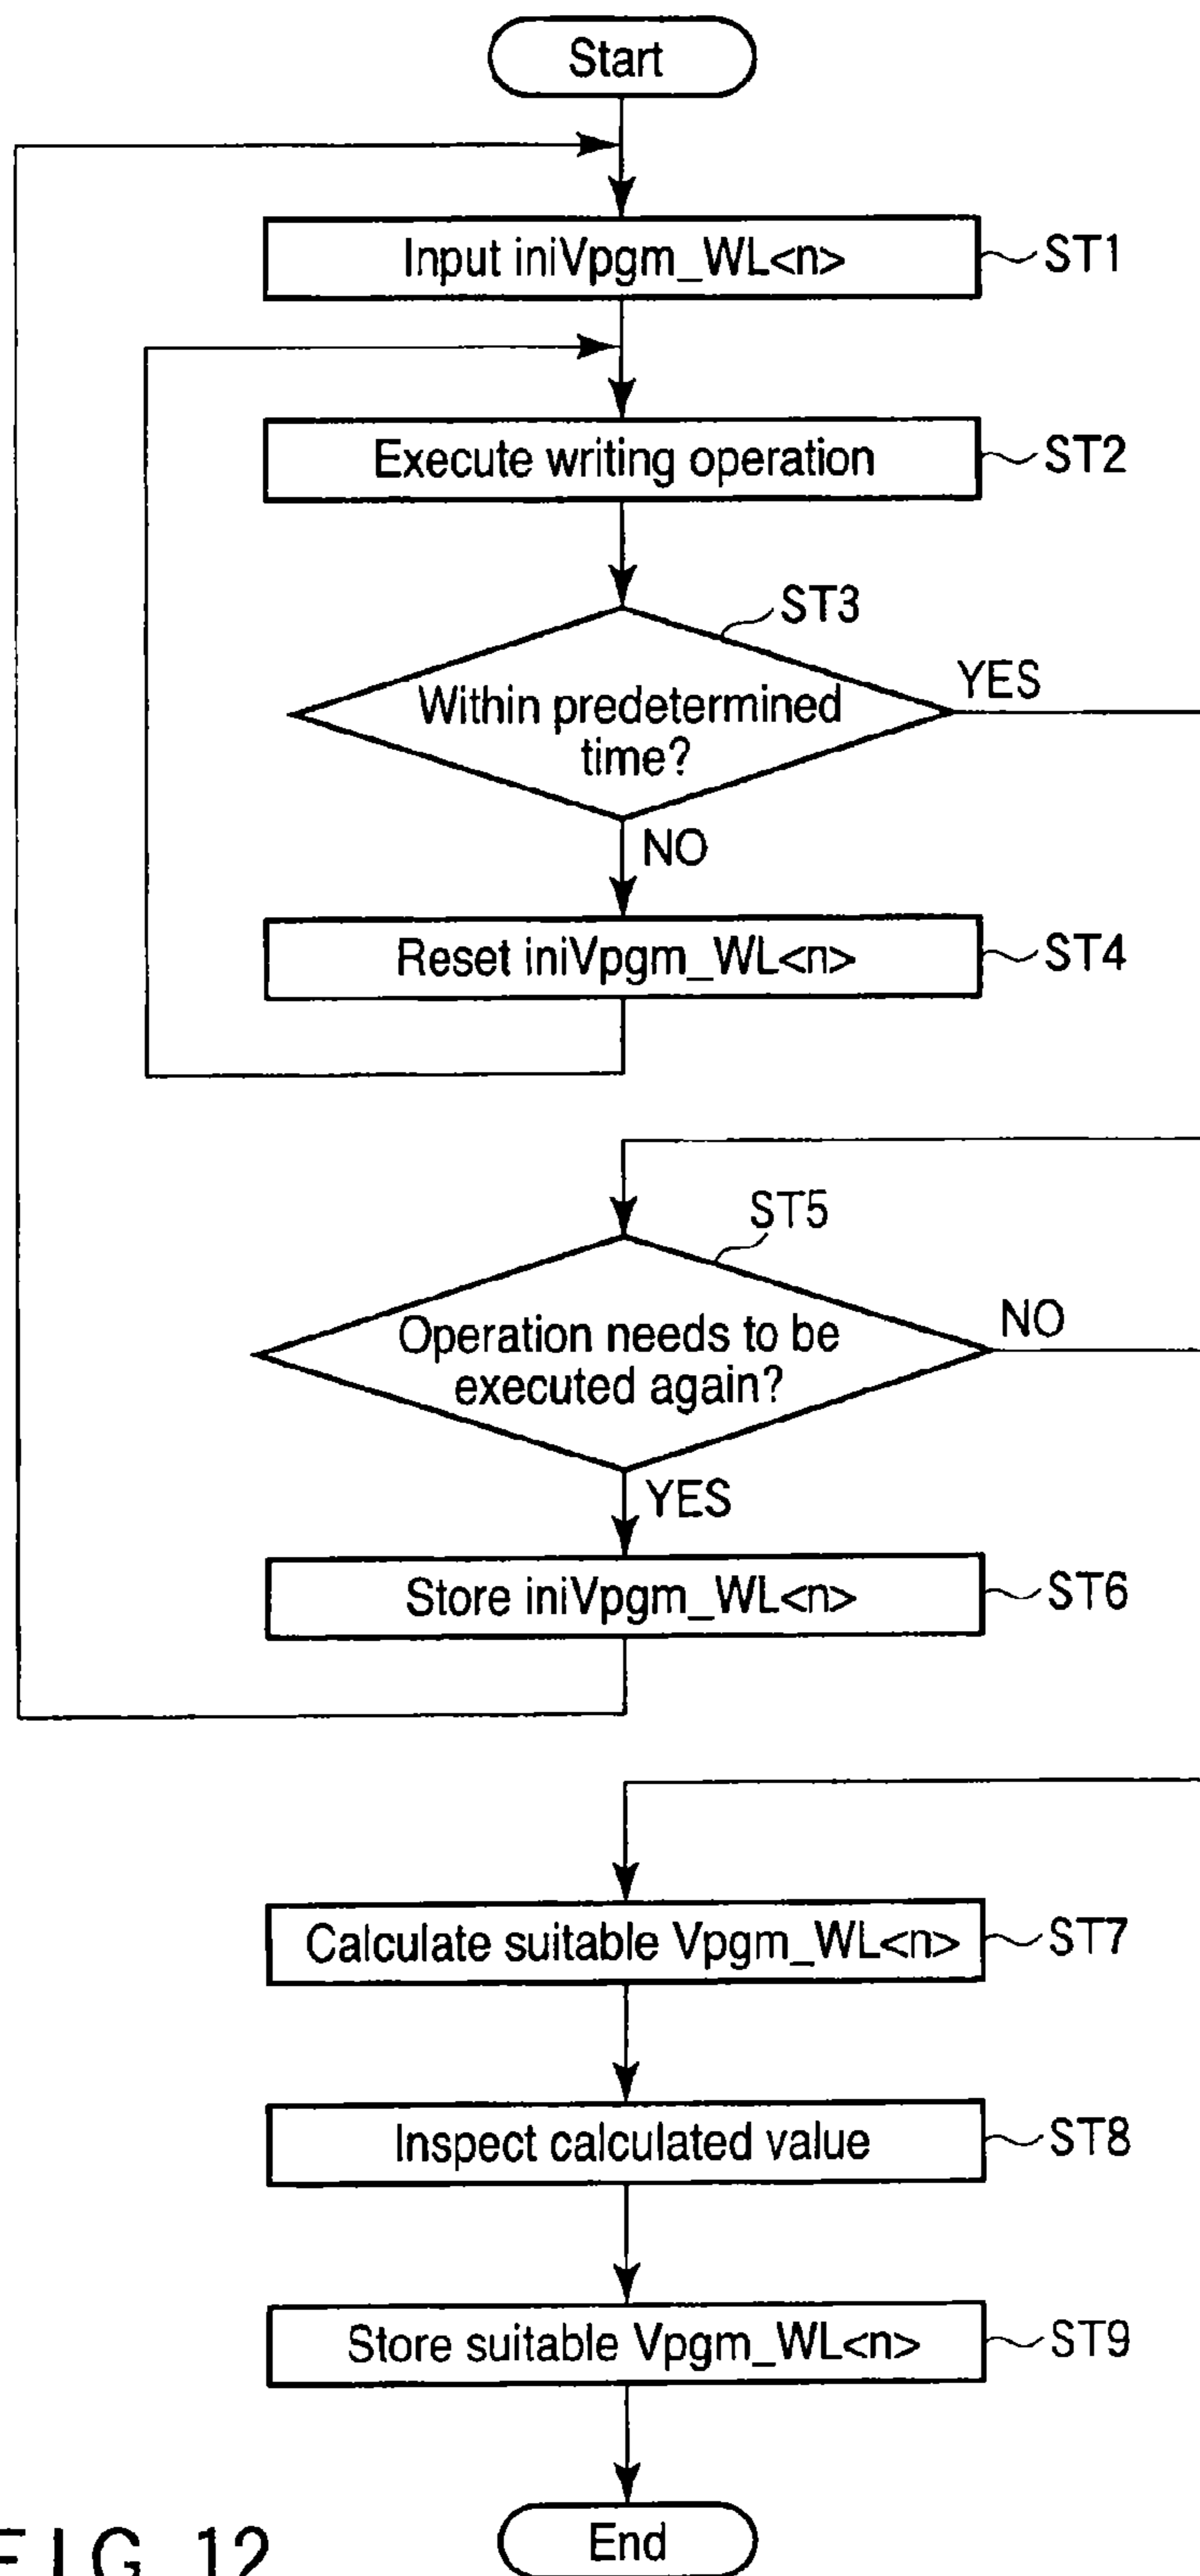 Start
Input iniVpgm_WL<n>
ST1
Execute writing operation
ST2
ST3
Within predetermined
time?
YES
NO
Reset iniVpgm_WL<n>
ST4
ST5
Operation needs to be
executed again?
NO
YES
Store iniVpgm_WL<n>
ST6
Calculate suitable Vpgm_WL<n>
ST7
Inspect calculated value
ST8
Store suitable Vpgm_WL<n>
ST9
End
FIG. 12